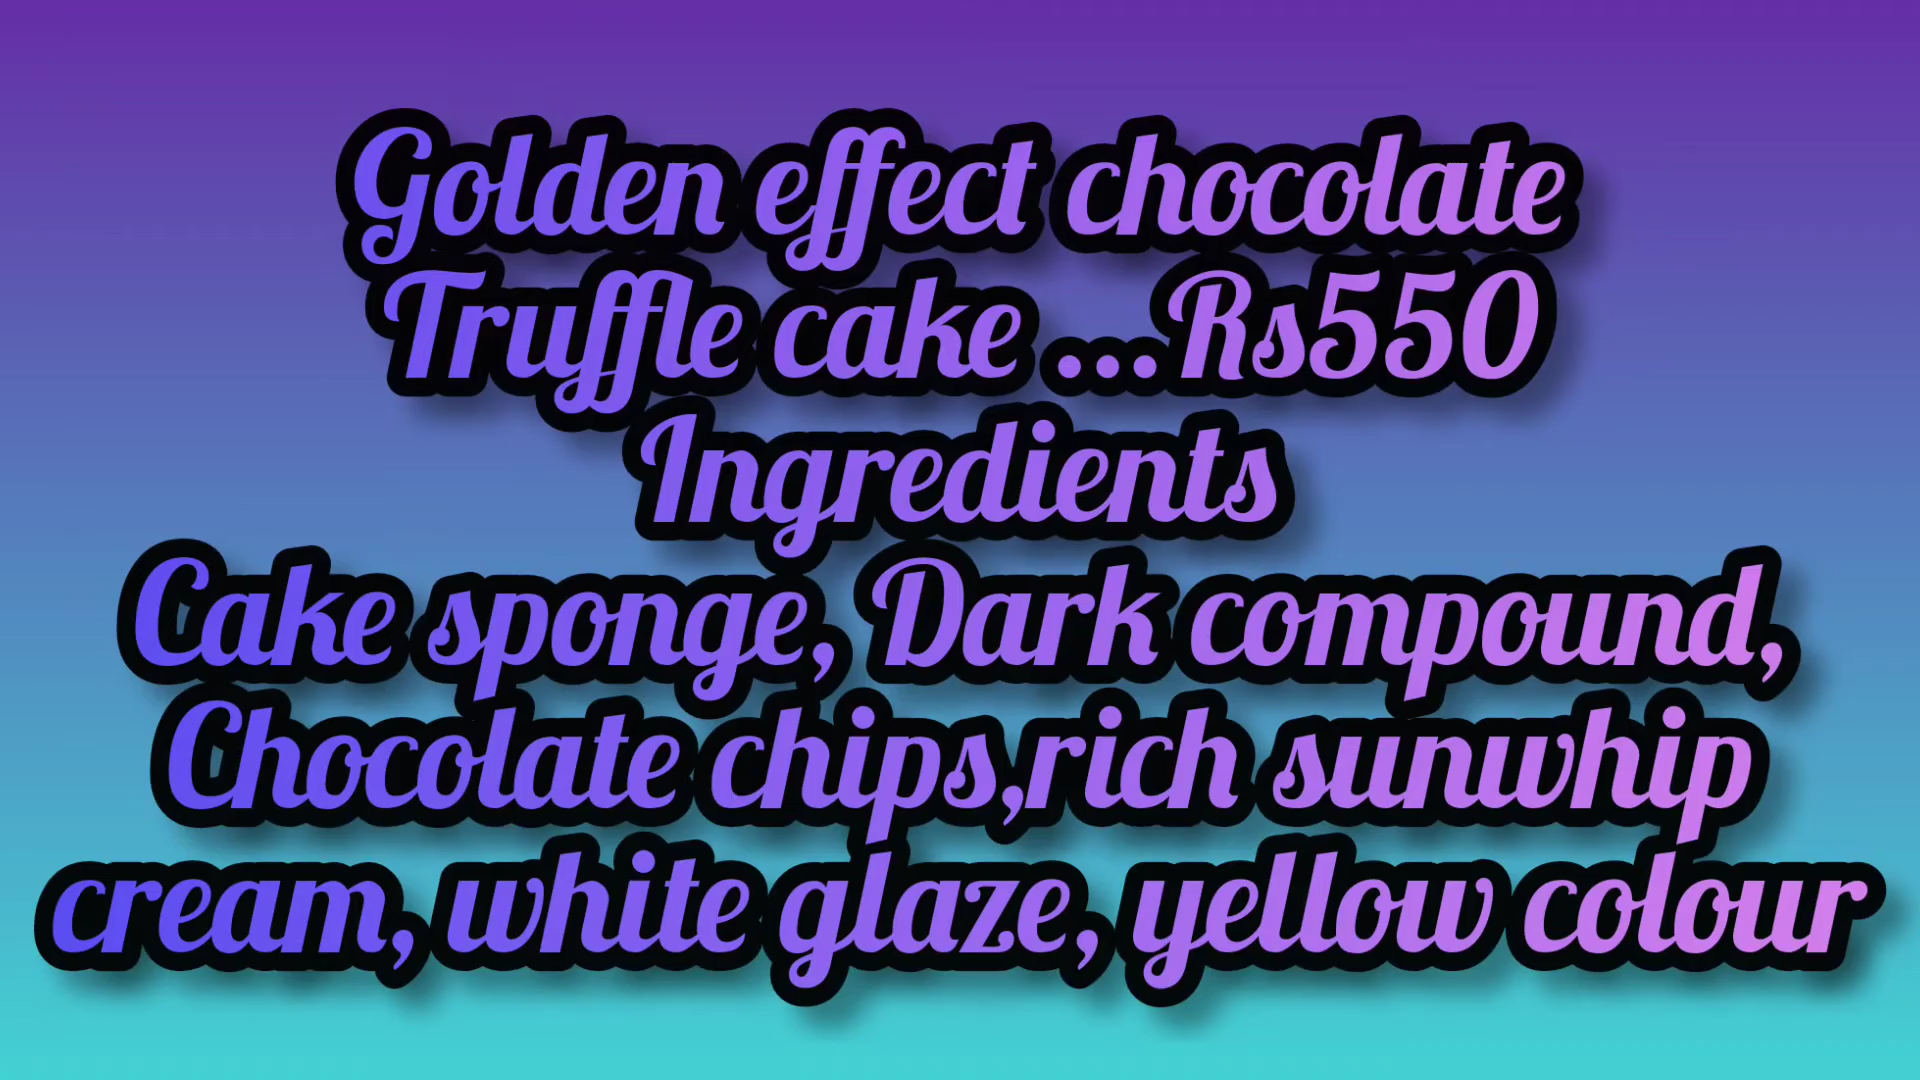 Golden effect chocolate
Truffle cake ...Rs550
Ingredients
Cake sponge, Dark compound,
Chocolate chips,rich sunwhip
cream, white glaze, yellow colour